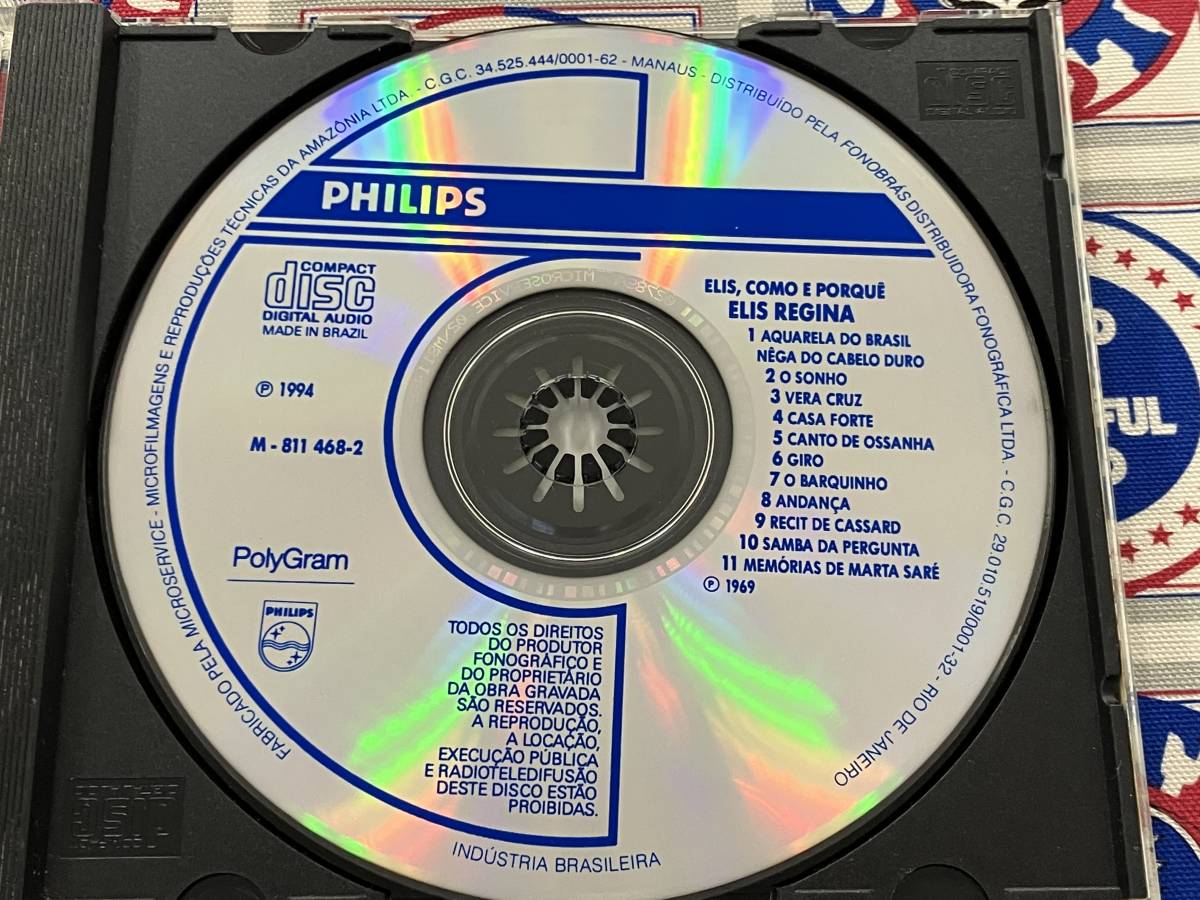 FABRICADO PELA MICROSERVICE - MICROFILMAGENS E REPRODUÇÕES TÉCNICAS DA AMAZÔNIA LTDA. - C.G.C. 34.525.444/0001-62 - MANAUS - DISTRIBUÍDO PELA FONOBRÁS DISTRIBUIDORA FONOGRÁFICA LTDA. - C.G.C. 29.010.519/0001-32 - RIO DE JANEIRO
PHILIPS
COMPACT
disc
DIGITAL AUDIO
MADE IN BRAZIL
℗ 1994
M - 811 468-2
PolyGram
PHILIPS
ELIS, COMO E PORQUÊ
ELIS REGINA
1 AQUARELA DO BRASIL
NÊGA DO CABELO DURO
2 O SONHO
3 VERA CRUZ
4 CASA FORTE
5 CANTO DE OSSANHA
6 GIRO
7 O BARQUINHO
8 ANDANÇA
9 RECIT DE CASSARD
10 SAMBA DA PERGUNTA
11 MEMÓRIAS DE MARTA SARÉ
℗ 1969
TODOS OS DIREITOS
DO PRODUTOR
FONOGRÁFICO E
DO PROPRIETÁRIO
DA OBRA GRAVADA
SÃO RESERVADOS.
A REPRODUÇÃO,
A LOCAÇÃO,
EXECUÇÃO PÚBLICA
E RADIOTELEDIFUSÃO
DESTE DISCO ESTÃO
PROIBIDAS.
INDÚSTRIA BRASILEIRA
MICROSERVICE